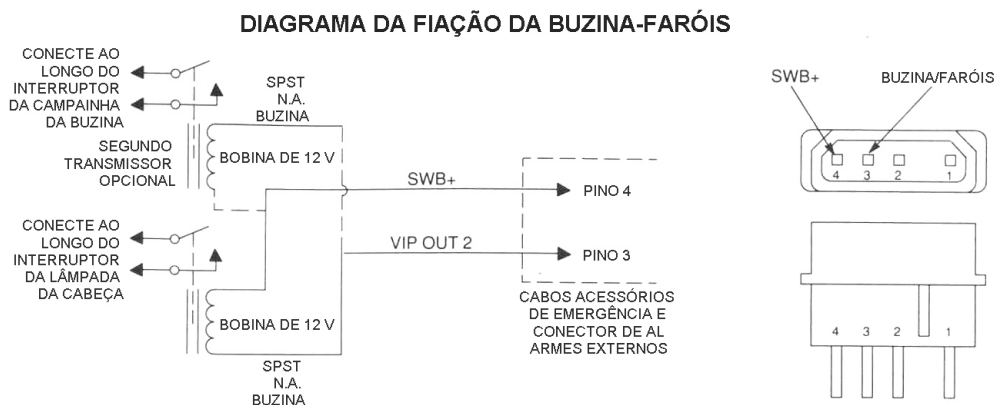 DIAGRAMA DA FIAÇÃO DA BUZINA-FARÓIS
CONECTE AO
LONGO DO
INTERRUPTOR
DA CAMPAINHA
DA BUZINA
SPST
N.A.
BUZINA
SEGUNDO
TRANSMISSOR
OPCIONAL
BOBINA DE 12 V
SWB+
PINO 4
CONECTE AO
LONGO DO
INTERRUPTOR
DA LÂMPADA
DA CABEÇA
VIP OUT 2
PINO 3
BOBINA DE 12 V
SPST
N.A.
BUZINA
CABOS ACESSÓRIOS
DE EMERGÊNCIA E
CONECTOR DE AL
ARMES EXTERNOS
SWB+
BUZINA/FARÓIS
4 3 2 1
4 3 2 1